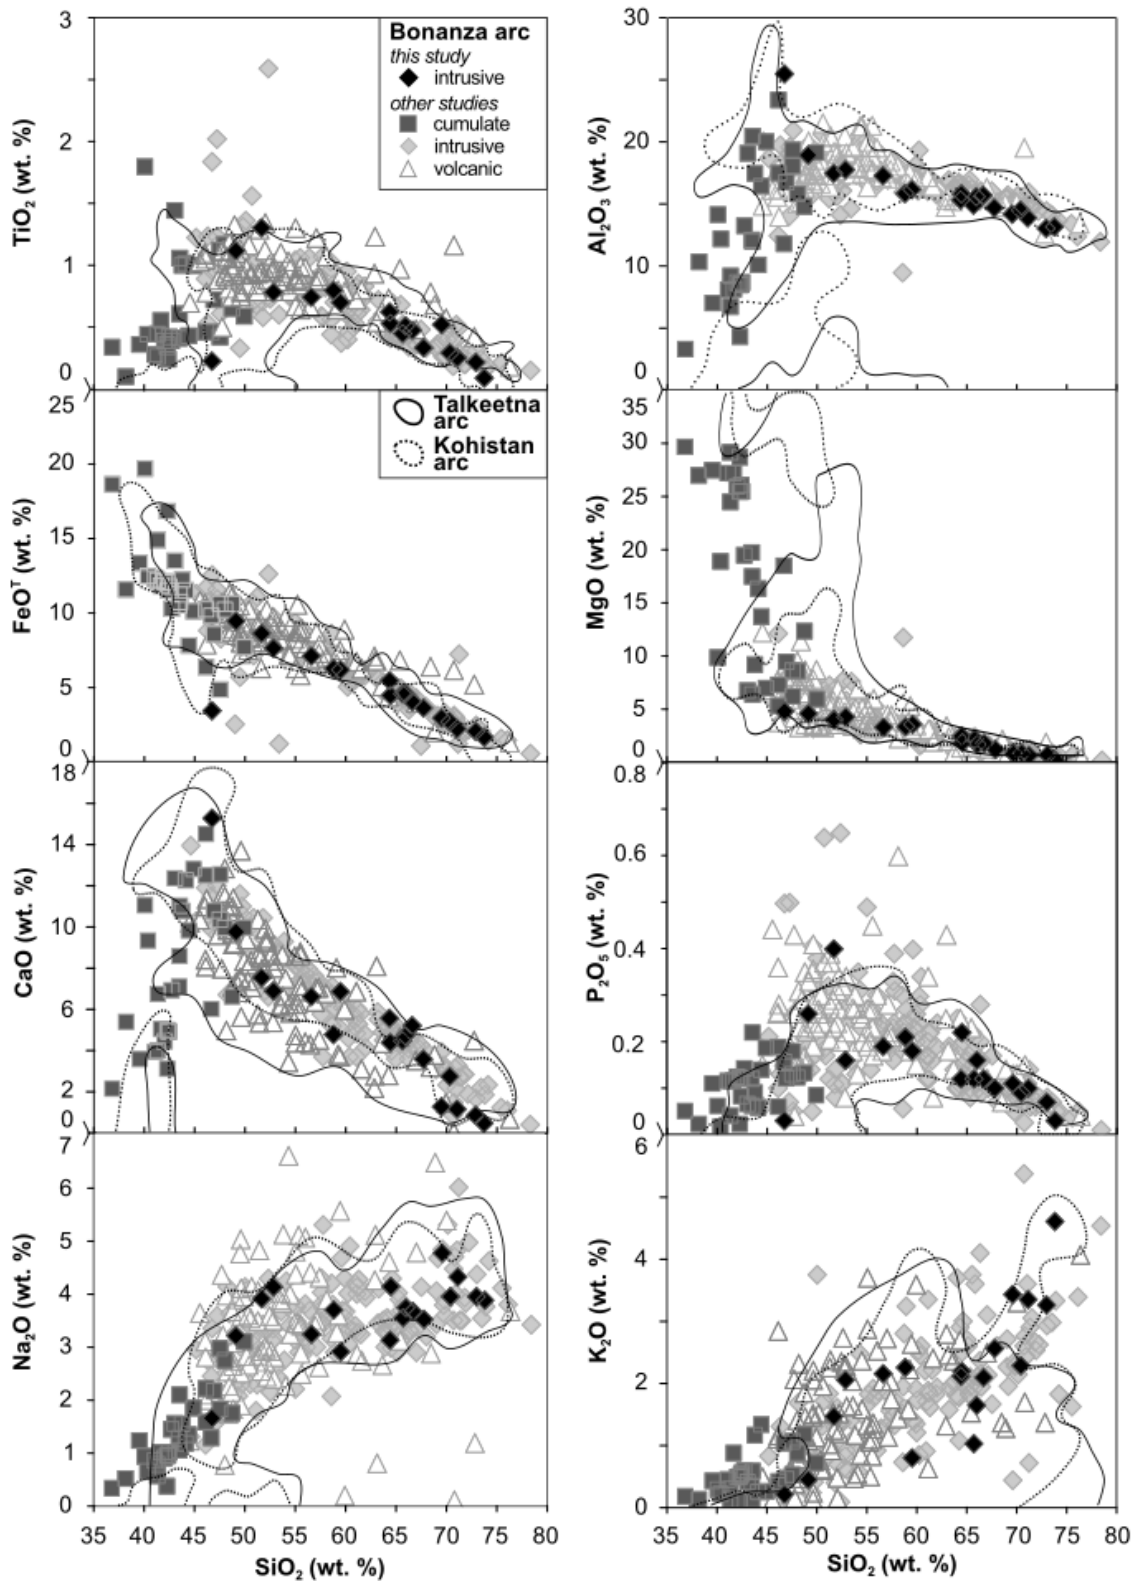 3
2
1
0
TiO₂ (wt. %)
Bonanza arc
this study
intrusive
other studies
cumulate
intrusive
volcanic
30
20
10
0
Al₂O₃ (wt. %)
25
20
15
10
5
0
FeOᵀ (wt. %)
Talkeetna
arc
Kohistan
arc
35
30
25
20
15
10
5
0
MgO (wt. %)
18
14
10
6
2
0
CaO (wt. %)
0.8
0.6
0.4
0.2
0
P₂O₅ (wt. %)
7
6
5
4
3
2
1
0
Na₂O (wt. %)
35 40 45 50 55 60 65 70 75 80
SiO₂ (wt. %)
6
4
2
0
K₂O (wt. %)
35 40 45 50 55 60 65 70 75 80
SiO₂ (wt. %)